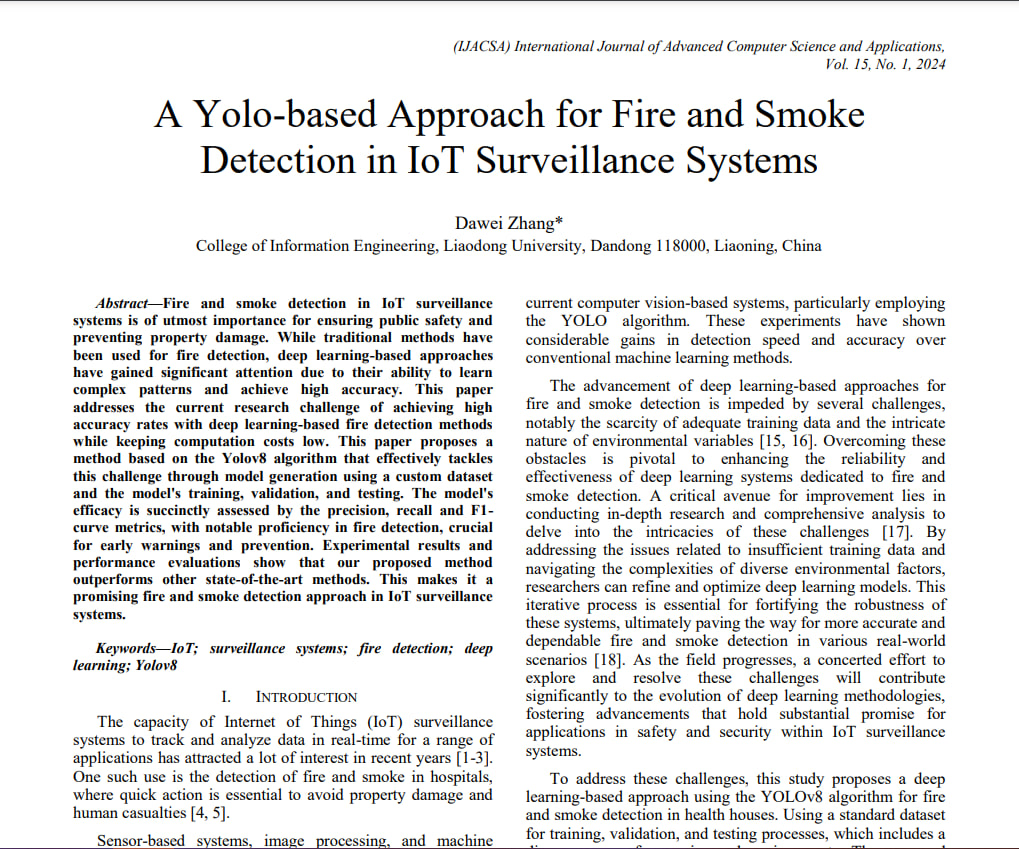 (IJACSA) International Journal of Advanced Computer Science and Applications,
Vol. 15, No. 1, 2024
A Yolo-based Approach for Fire and Smoke
Detection in IoT Surveillance Systems
Dawei Zhang*
College of Information Engineering, Liaodong University, Dandong 118000, Liaoning, China
Abstract—Fire and smoke detection in IoT surveillance
systems is of utmost importance for ensuring public safety and
preventing property damage. While traditional methods have
been used for fire detection, deep learning-based approaches
have gained significant attention due to their ability to learn
complex patterns and achieve high accuracy. This paper
addresses the current research challenge of achieving high
accuracy rates with deep learning-based fire detection methods
while keeping computation costs low. This paper proposes a
method based on the Yolov8 algorithm that effectively tackles
this challenge through model generation using a custom dataset
and the model's training, validation, and testing. The model's
efficacy is succinctly assessed by the precision, recall and F1-
curve metrics, with notable proficiency in fire detection, crucial
for early warnings and prevention. Experimental results and
performance evaluations show that our proposed method
outperforms other state-of-the-art methods. This makes it a
promising fire and smoke detection approach in IoT surveillance
systems.
Keywords—IoT; surveillance systems; fire detection; deep
learning; Yolov8
I. INTRODUCTION
The capacity of Internet of Things (IoT) surveillance
systems to track and analyze data in real-time for a range of
applications has attracted a lot of interest in recent years [1-3].
One such use is the detection of fire and smoke in hospitals,
where quick action is essential to avoid property damage and
human casualties [4, 5].
Sensor-based systems, image processing, and machine
current computer vision-based systems, particularly employing
the YOLO algorithm. These experiments have shown
considerable gains in detection speed and accuracy over
conventional machine learning methods.
The advancement of deep learning-based approaches for
fire and smoke detection is impeded by several challenges,
notably the scarcity of adequate training data and the intricate
nature of environmental variables [15, 16]. Overcoming these
obstacles is pivotal to enhancing the reliability and
effectiveness of deep learning systems dedicated to fire and
smoke detection. A critical avenue for improvement lies in
conducting in-depth research and comprehensive analysis to
delve into the intricacies of these challenges [17]. By
addressing the issues related to insufficient training data and
navigating the complexities of diverse environmental factors,
researchers can refine and optimize deep learning models. This
iterative process is essential for fortifying the robustness of
these systems, ultimately paving the way for more accurate and
dependable fire and smoke detection in various real-world
scenarios [18]. As the field progresses, a concerted effort to
explore and resolve these challenges will contribute
significantly to the evolution of deep learning methodologies,
fostering advancements that hold substantial promise for
applications in safety and security within IoT surveillance
systems.
To address these challenges, this study proposes a deep
learning-based approach using the YOLOv8 algorithm for fire
and smoke detection in health houses. Using a standard dataset
for training, validation, and testing processes, which includes a